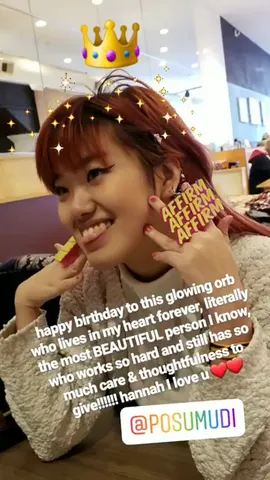 AFFIRM,
AFFIRM,
AFFIRM
happy birthday to this glowing orb
who lives in my heart forever, literally
the most BEAUTIFUL person I know,
who works so hard and still has so
much care & thoughtfulness to
give!!!!!! hannah I love u ❤️❤️
@POSUMUDI